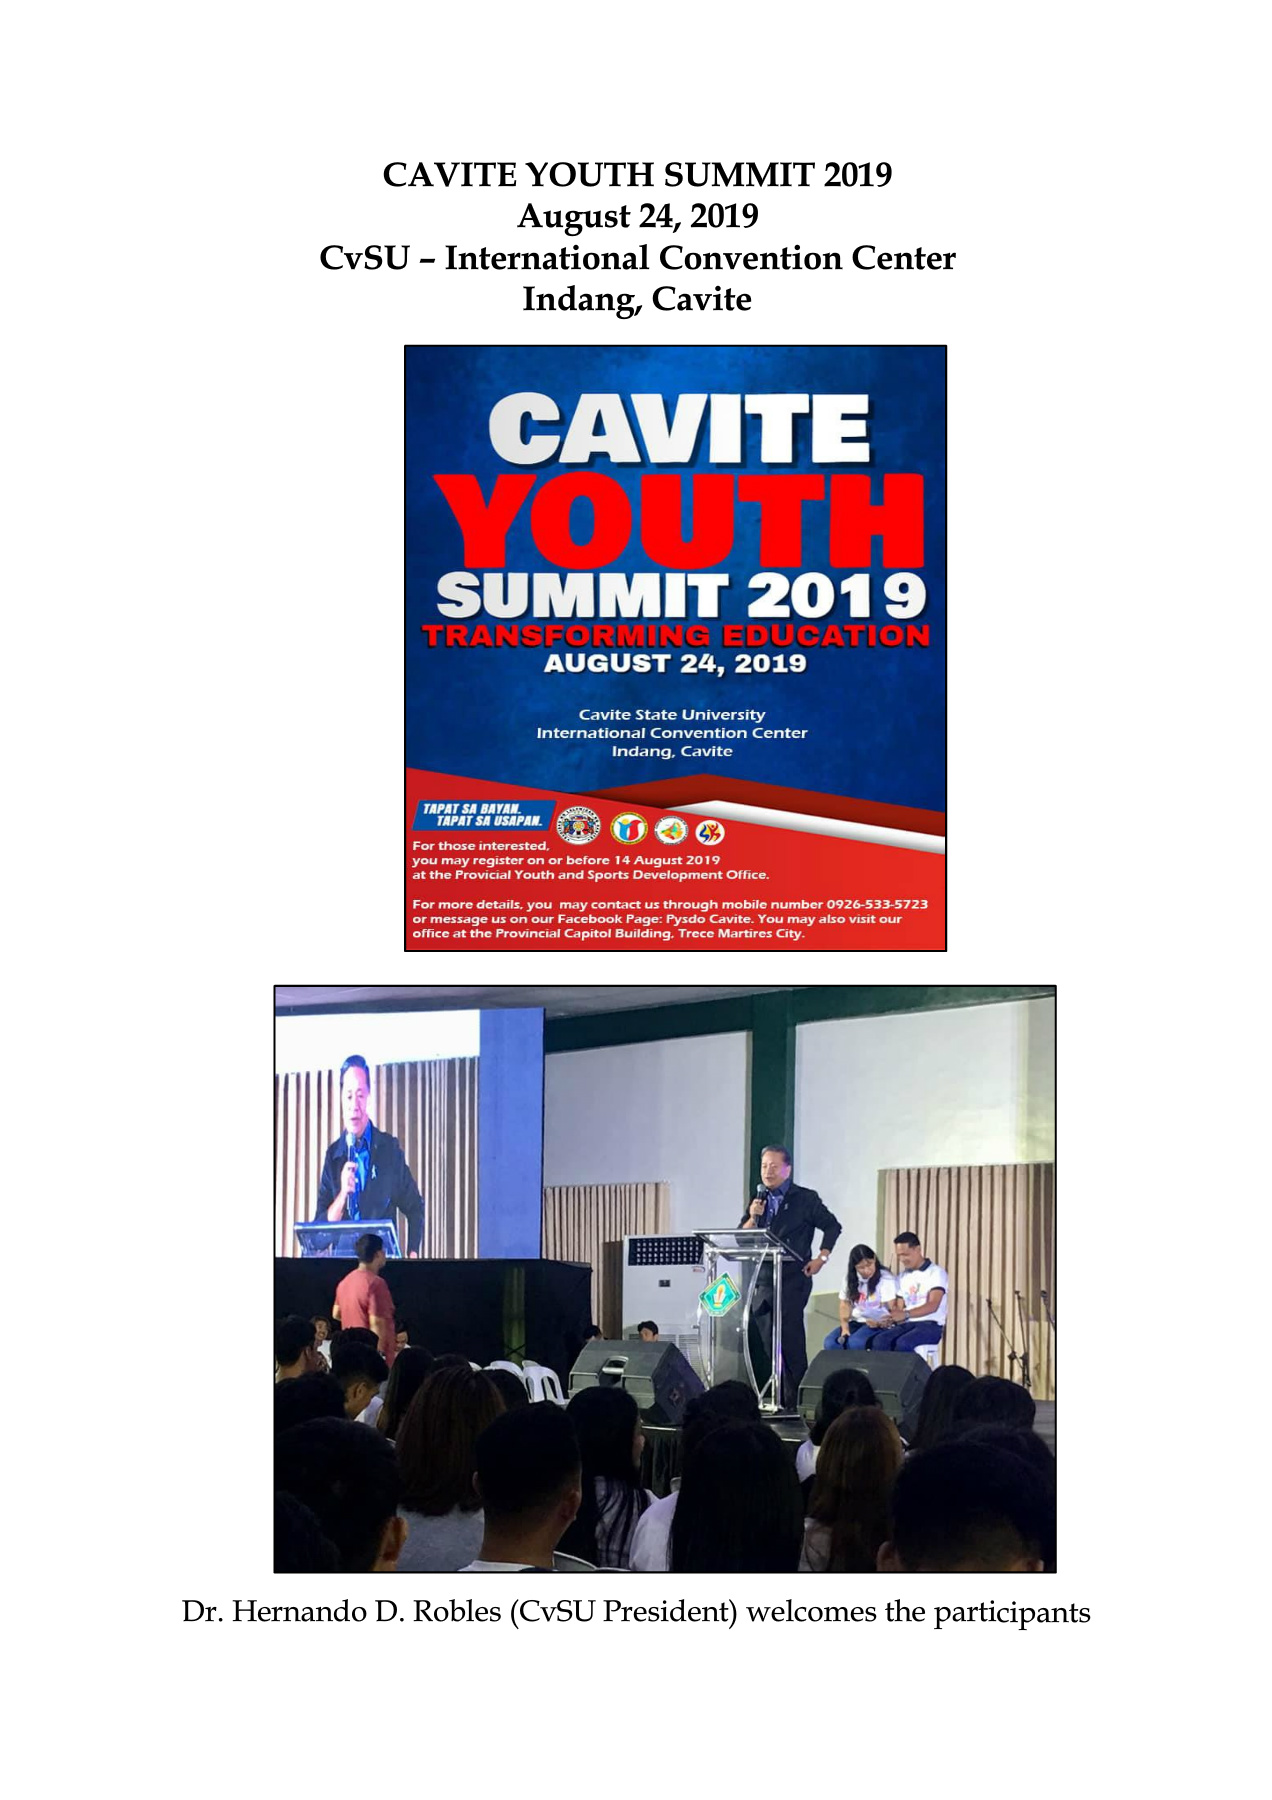 CAVITE YOUTH SUMMIT 2019
August 24, 2019
CvSU – International Convention Center
Indang, Cavite
CAVITE
YOUTH
SUMMIT 2019
TRANSFORMING EDUCATION
AUGUST 24, 2019
Cavite State University
International Convention Center
Indang, Cavite
TAPAT SA BAYAN.
TAPAT SA USAPAN.
For those interested,
you may register on or before 14 August 2019
at the Provicial Youth and Sports Development Office.
For more details, you may contact us through mobile number 0926-533-5723
or message us on our Facebook Page: Pysdo Cavite. You may also visit our
office at the Provincial Capitol Building, Trece Martires City.
Dr. Hernando D. Robles (CvSU President) welcomes the participants